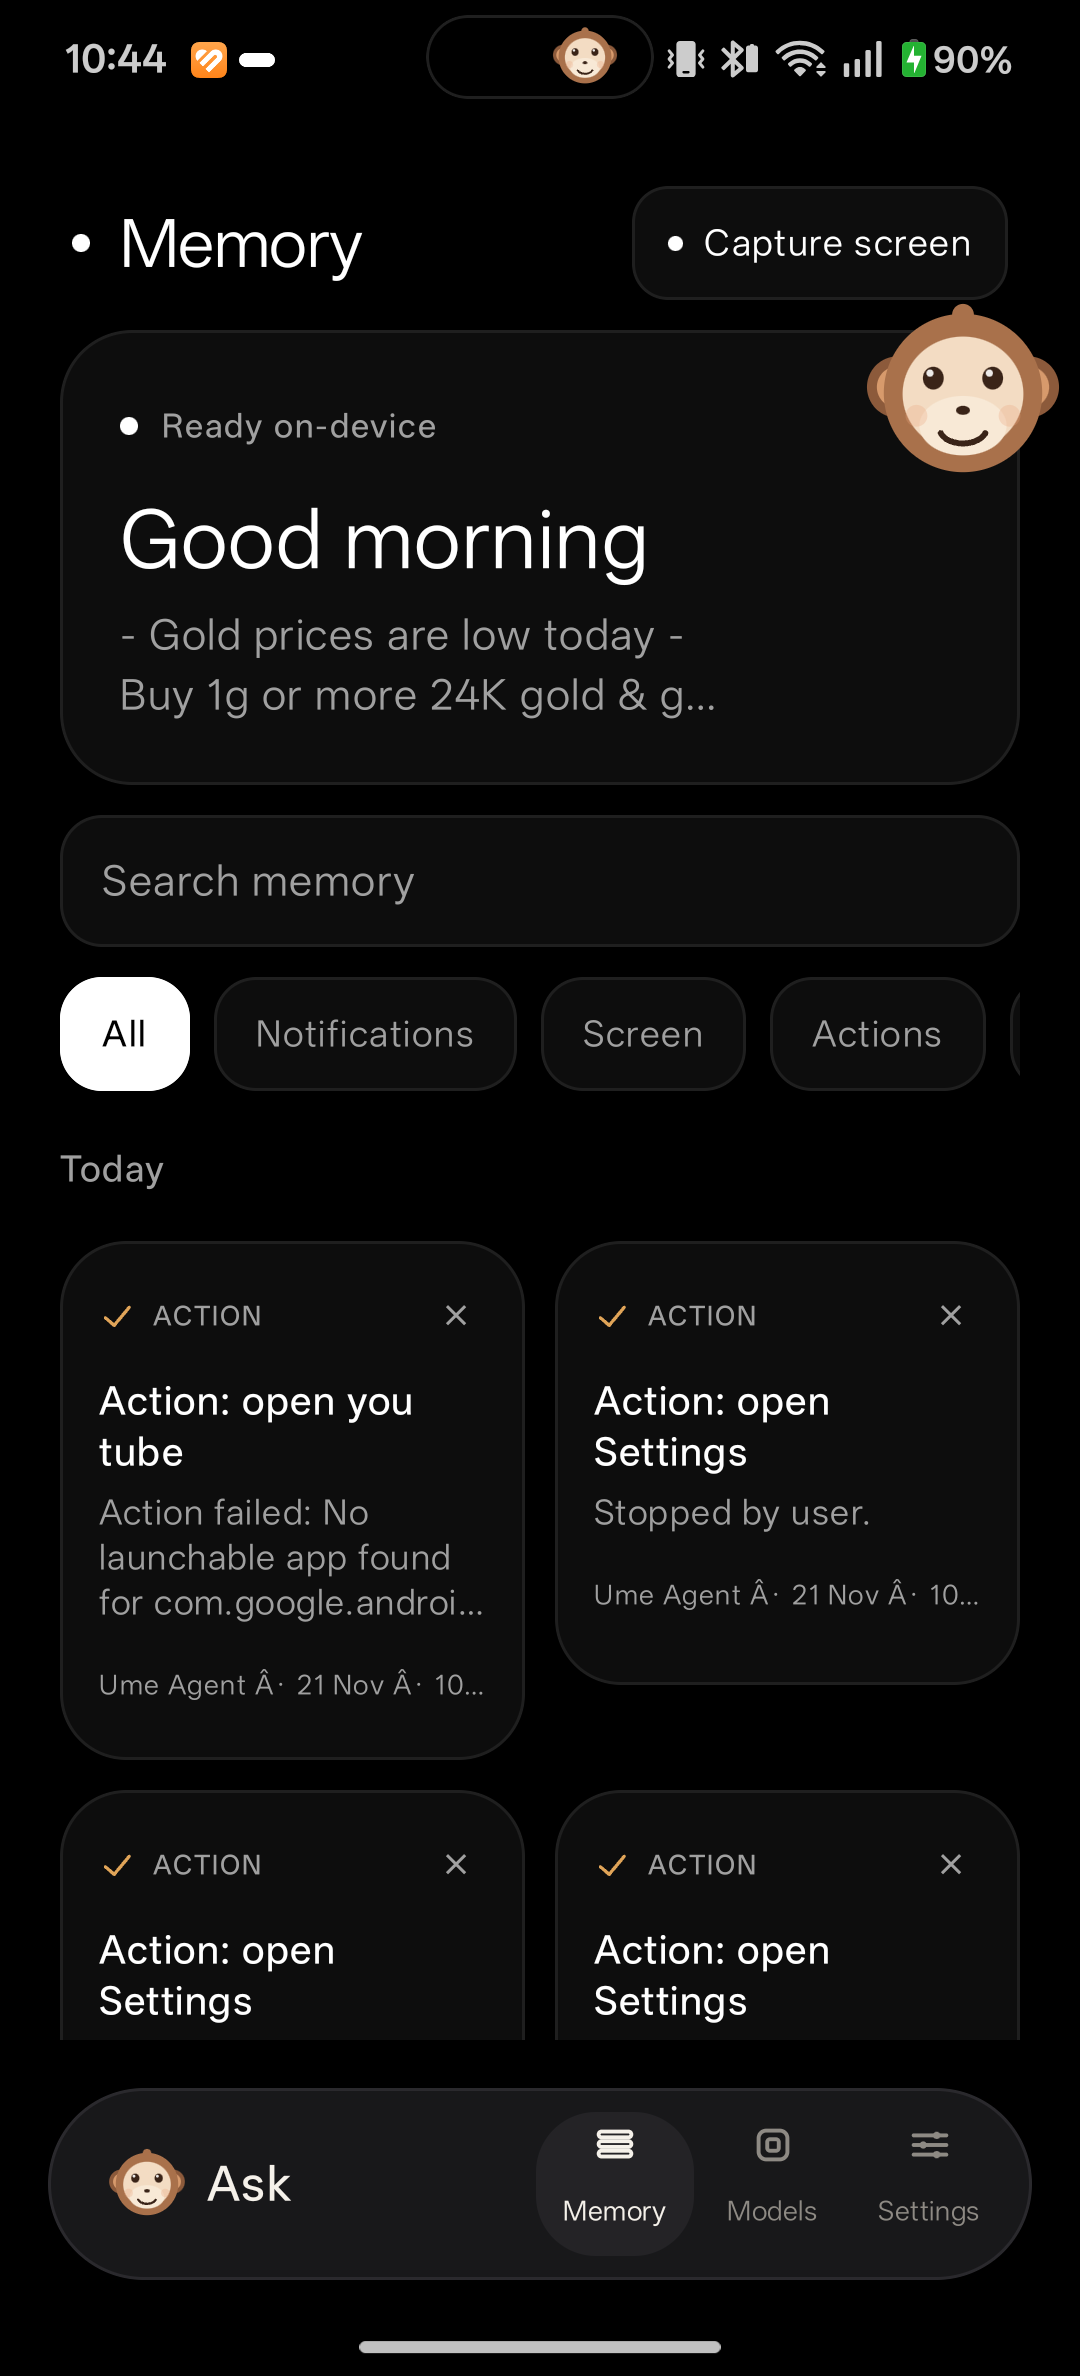 10:44
90%
Memory
Capture screen
Ready on-device
Good morning
- Gold prices are low today -
Buy 1g or more 24K gold & g...
Search memory
All
Notifications
Screen
Actions
Today
ACTION
Action: open you
tube
Action failed: No
launchable app found
for com.google.androi...
Ume Agent Â· 21 Nov Â· 10...
ACTION
Action: open
Settings
Stopped by user.
Ume Agent Â· 21 Nov Â· 10...
ACTION
Action: open
Settings
ACTION
Action: open
Settings
Ask
Memory
Models
Settings